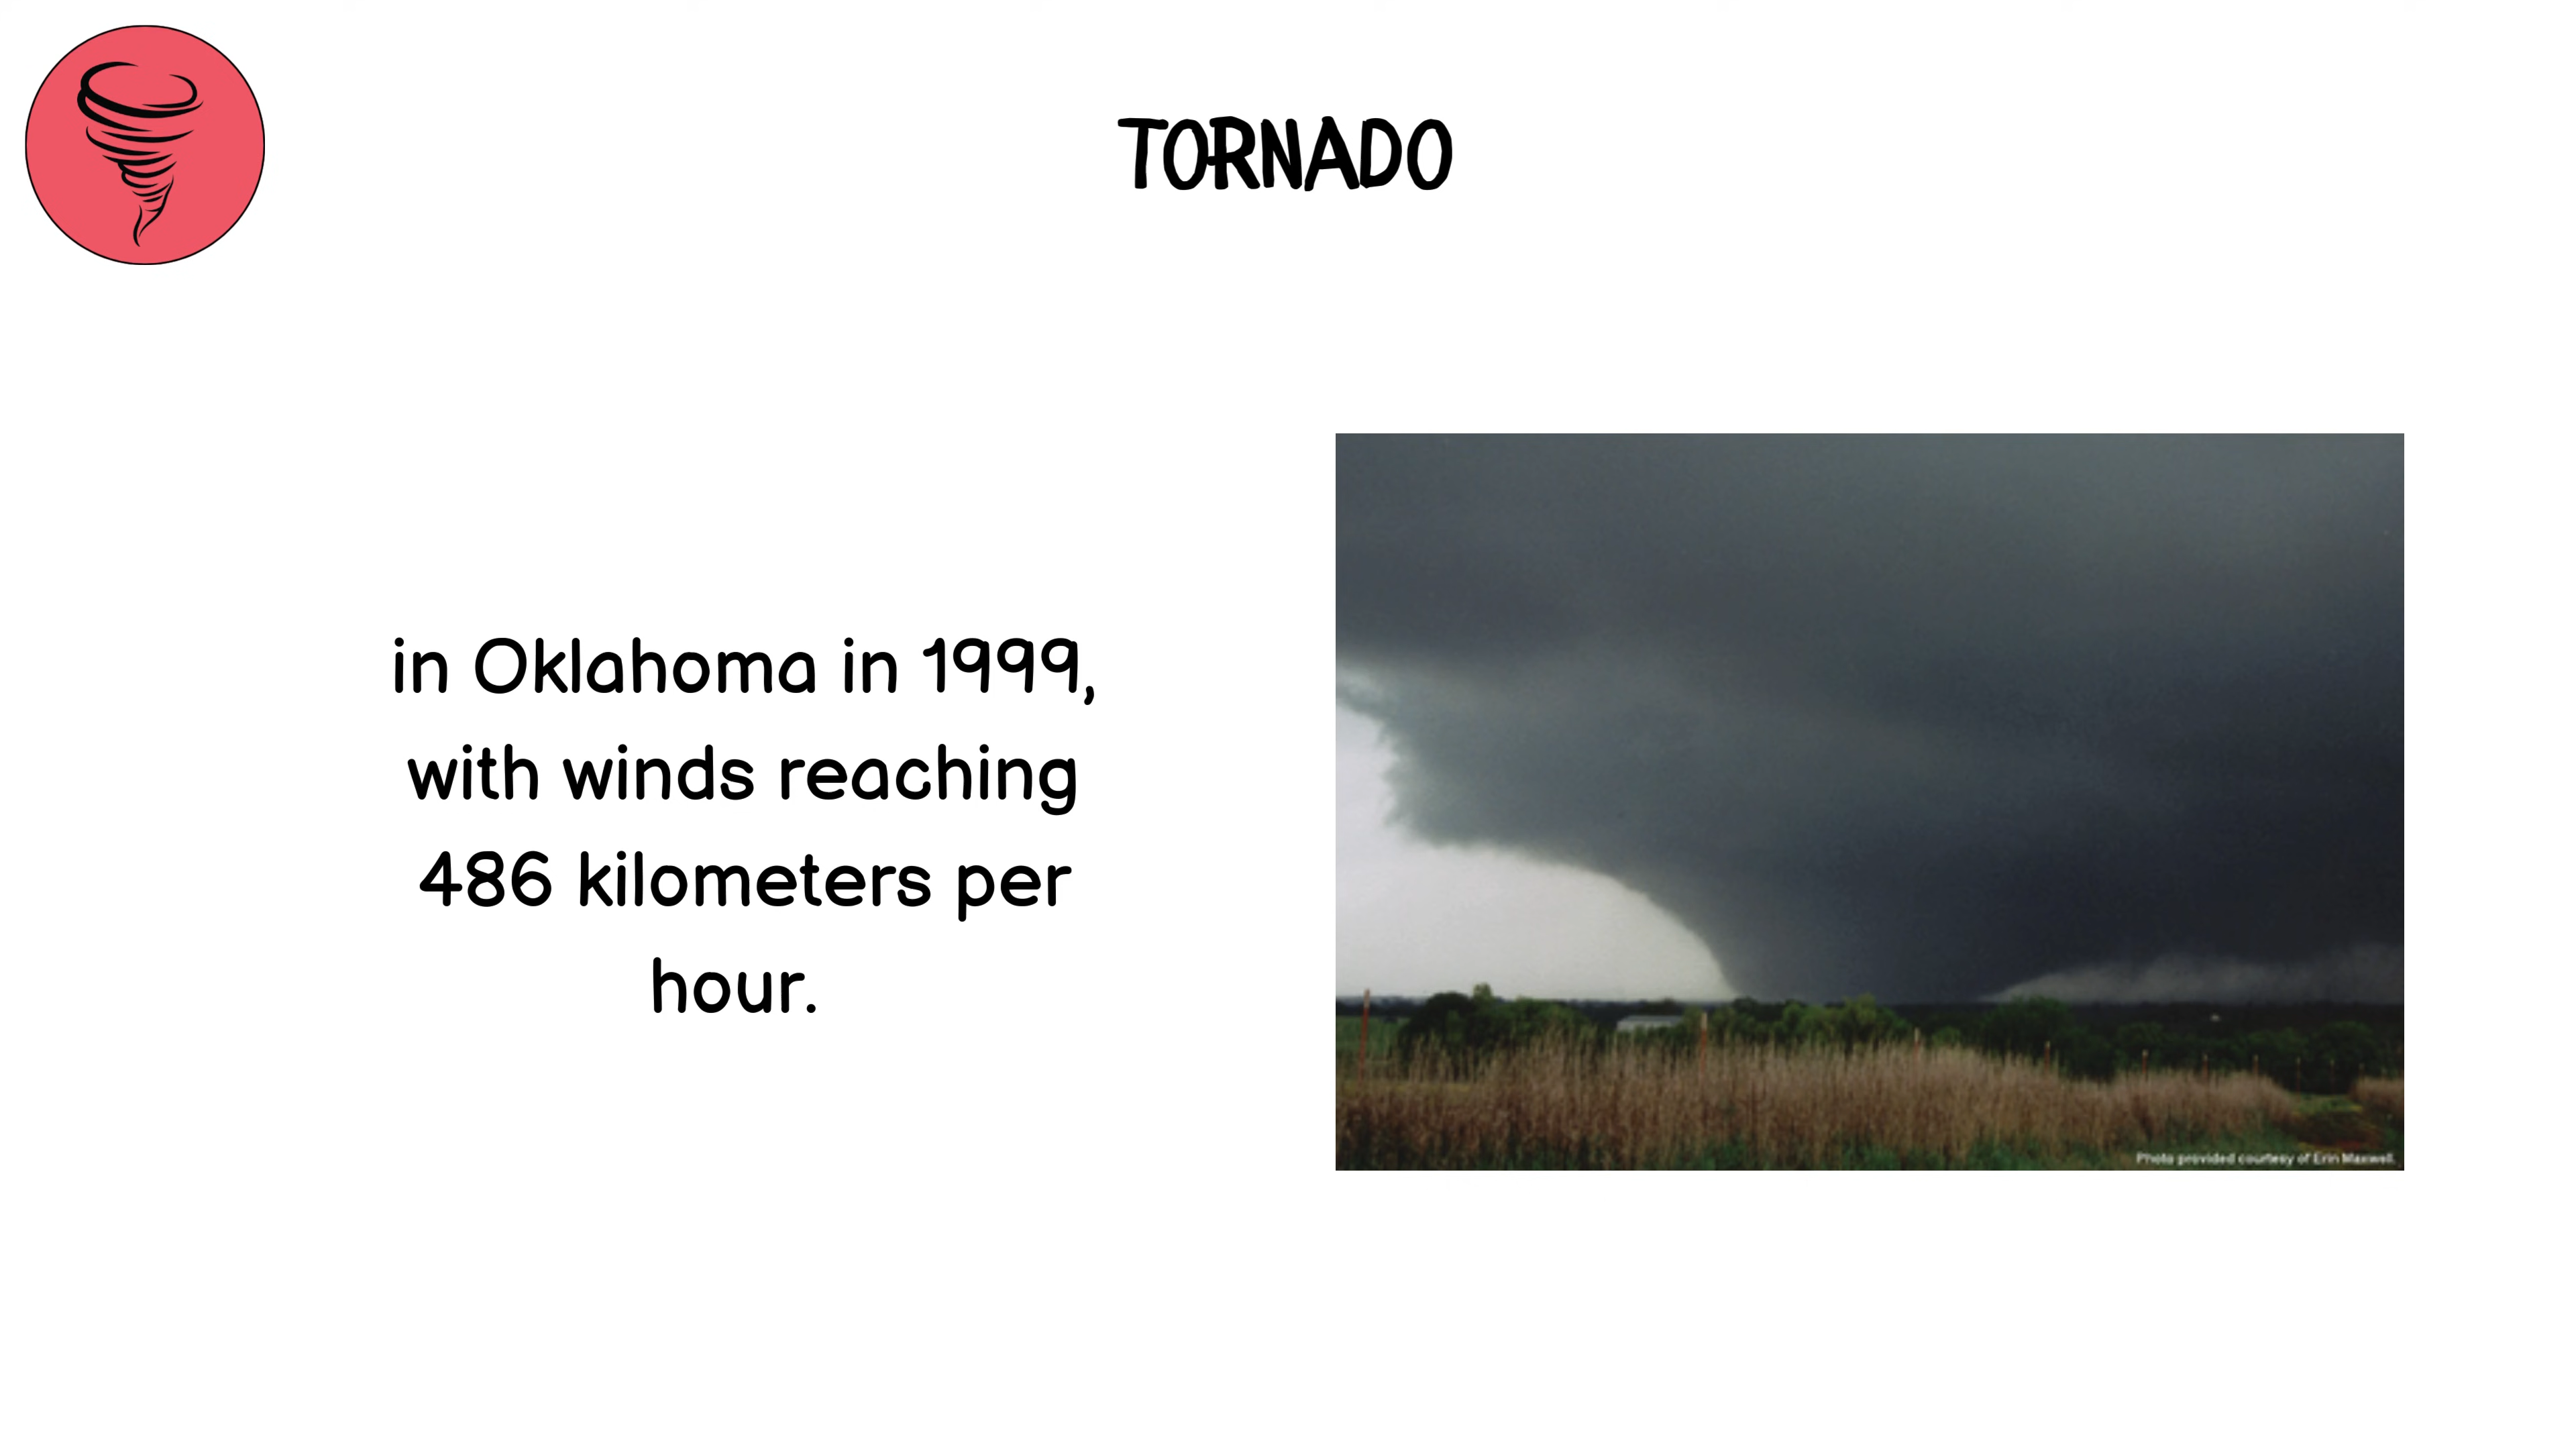 TORNADO
in Oklahoma in 1999,
with winds reaching
486 kilometers per
hour.
Photo provided courtesy of Erin Maxwell.